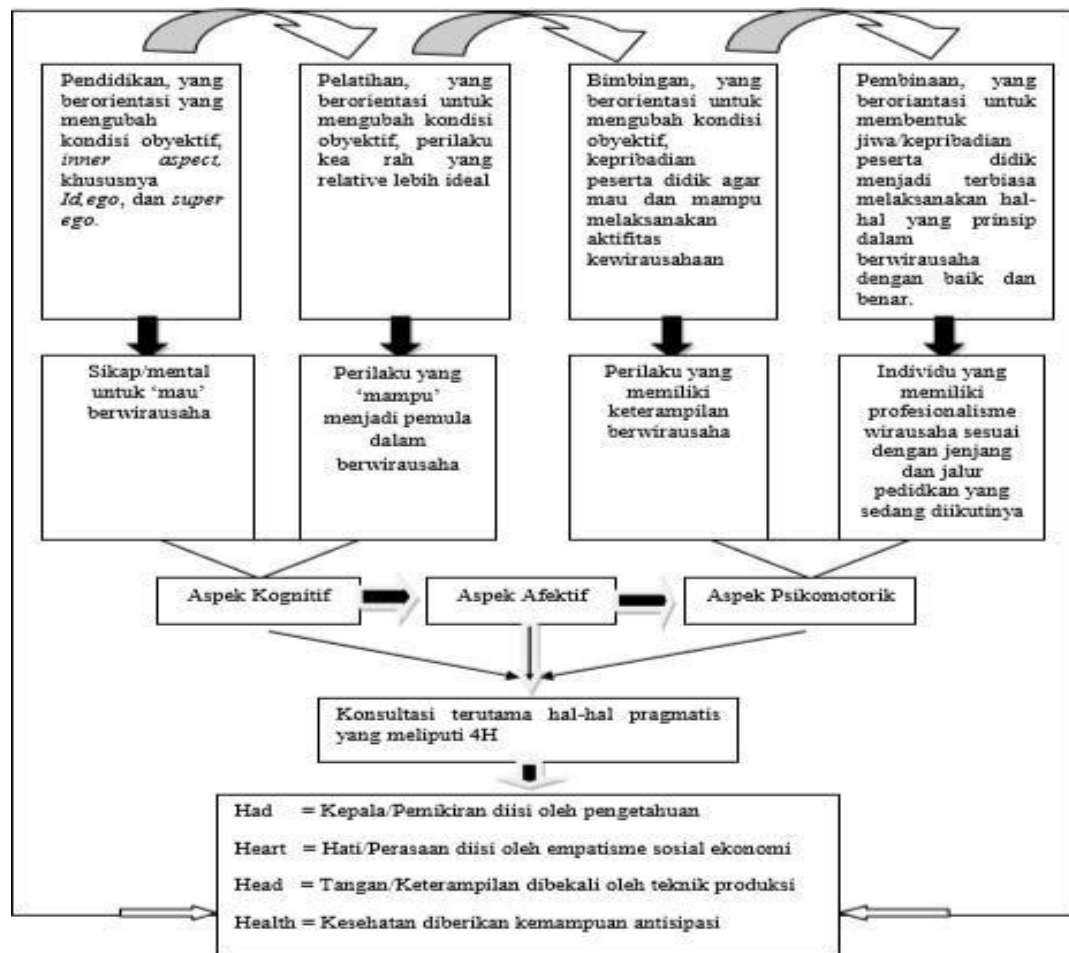 Pendidikan, yang
berorientasi yang
mengubah
kondisi obyektif,
inner aspect,
khususnya
Id,ego, dan super
ego.
Pelatihan, yang
berorientasi untuk
mengubah kondisi
obyektif, perilaku
kea rah yang
relative lebih ideal
Bimbingan, yang
berorientasi untuk
mengubah kondisi
obyektif,
kepribadian
peserta didik agar
mau dan mampu
melaksanakan
aktifitas
kewirausahaan
Pembinaan, yang
beroriantasi untuk
membentuk
jiwa/kepribadian
peserta didik
menjadi terbiasa
melaksanakan hal-
hal yang prinsip
dalam
berwirausaha
dengan baik dan
benar.
Sikap/mental
untuk ‘mau’
berwirausaha
Perilaku yang
‘mampu’
menjadi pemula
dalam
berwirausaha
Perilaku yang
memiliki
keterampilan
berwirausaha
Individu yang
memiliki
profesionalisme
wirausaha sesuai
dengan jenjang
dan jalur
pedidkan yang
sedang diikutinya
Aspek Kognitif
Aspek Afektif
Aspek Psikomotorik
Konsultasi terutama hal-hal pragmatis
yang meliputi 4H
Had = Kepala/Pemikiran diisi oleh pengetahuan
Heart = Hati/Perasaan diisi oleh empatisme sosial ekonomi
Head = Tangan/Keterampilan dibekali oleh teknik produksi
Health = Kesehatan diberikan kemampuan antisipasi